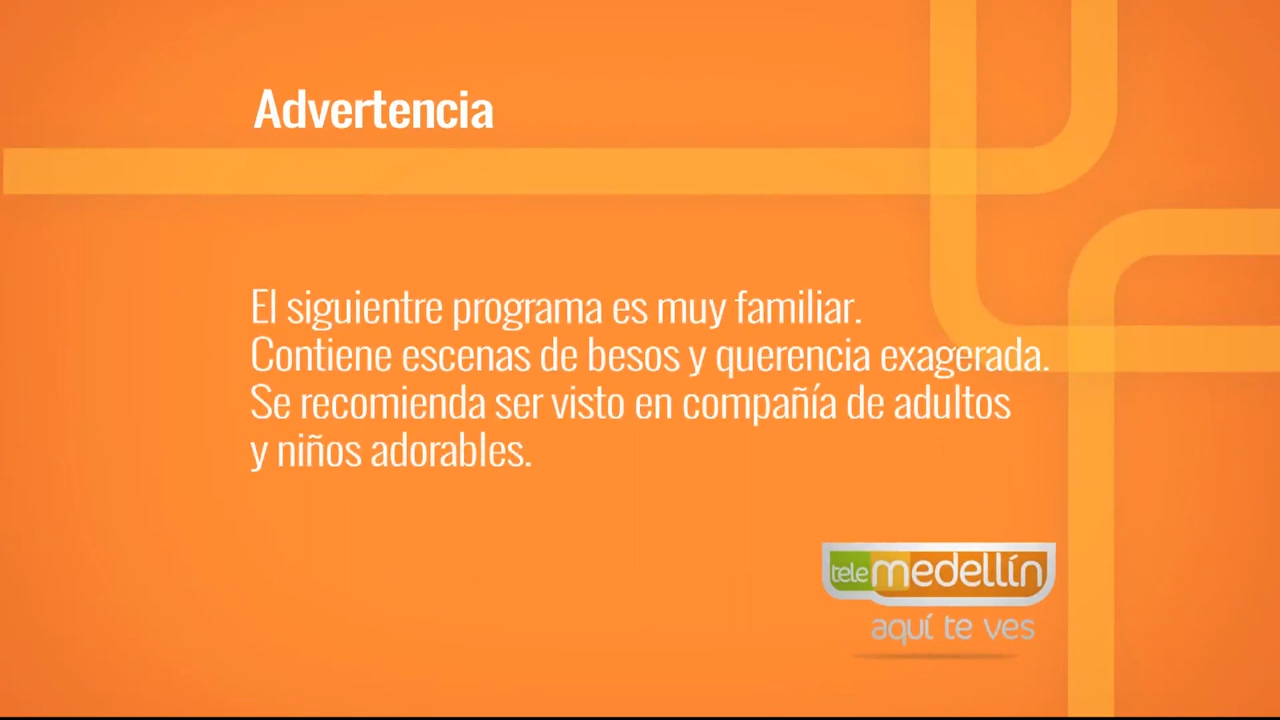 Advertencia
El siguientre programa es muy familiar.
Contiene escenas de besos y querencia exagerada.
Se recomienda ser visto en compañía de adultos
y niños adorables.
telemedellín
aquí te ves